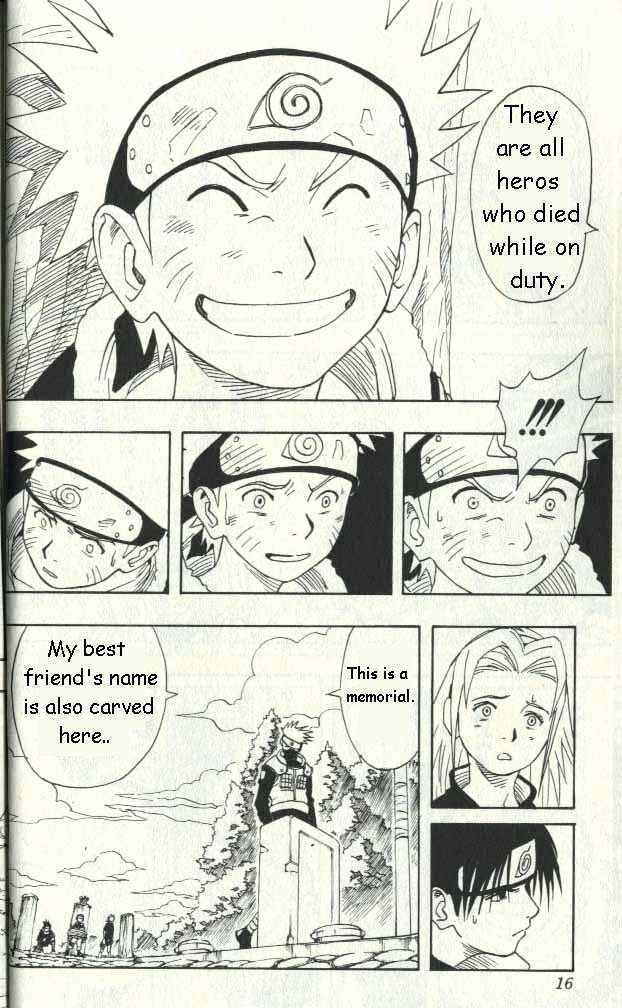 They
are all
heros
who died
while on
duty.
!!!!
This is a
memorial.
My best
friend's name
is also carved
here..
16